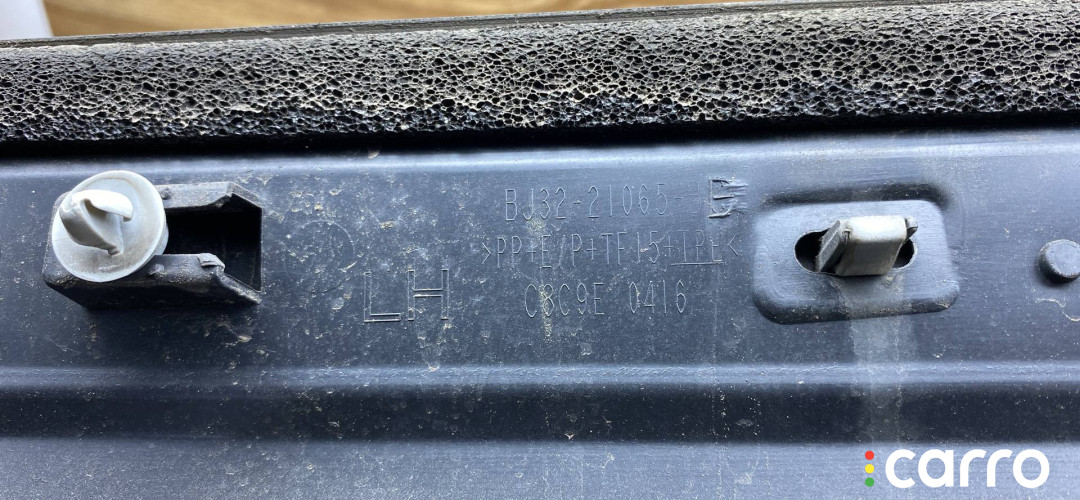 BJ32-21065-E
>PP+E/P+TF15+TPE<
LH
C8C9E 0416
carro